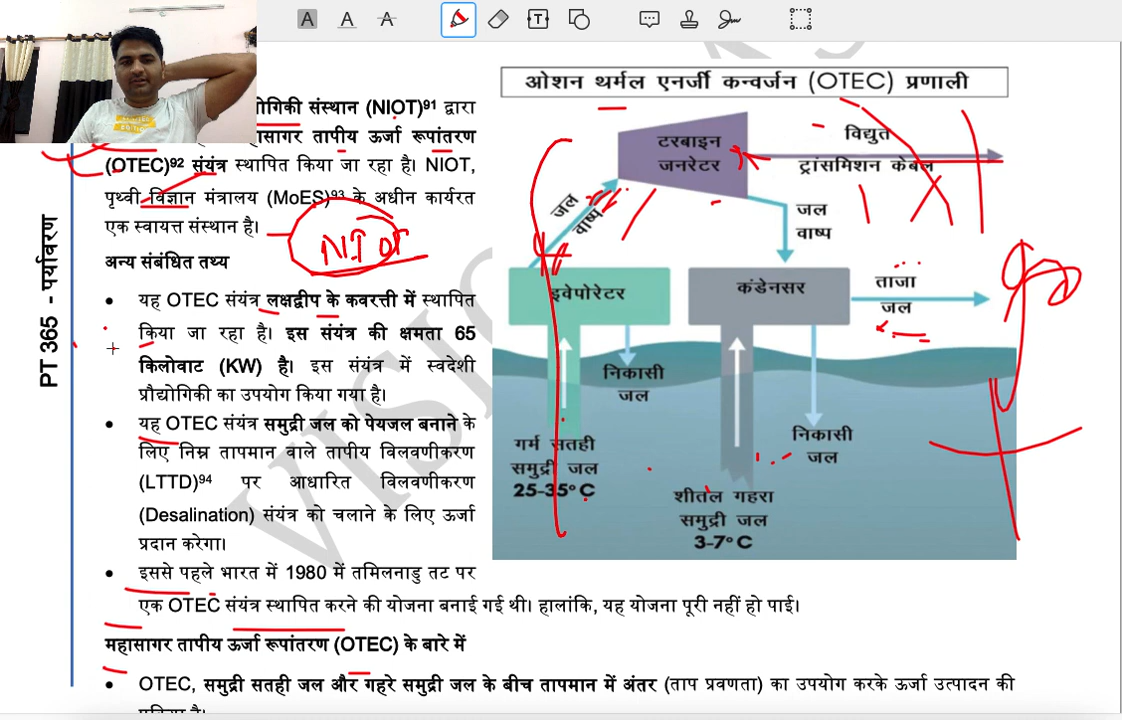 ओशन थर्मल एनर्जी कन्वर्जन (OTEC) प्रणाली
संस्थान (NIOT)91 द्वारा
तापीय ऊर्जा रूपांतरण
(OTEC)92 संयंत्र स्थापित किया जा रहा है। NIOT,
पृथ्वी विज्ञान मंत्रालय (MoES)93 के अधीन कार्यरत
एक स्वायत्त संस्थान है।
NIOT
अन्य संबंधित तथ्य
• यह OTEC संयंत्र लक्षद्वीप के कवरत्ती में स्थापित
किया जा रहा है। इस संयंत्र की क्षमता 65
किलोवाट (KW) है। इस संयंत्र में स्वदेशी
प्रौद्योगिकी का उपयोग किया गया है।
• यह OTEC संयंत्र समुद्री जल को पेयजल बनाने के
लिए निम्न तापमान वाले तापीय विलवणीकरण
(LTTD)94 पर आधारित विलवणीकरण
(Desalination) संयंत्र को चलाने के लिए ऊर्जा
प्रदान करेगा।
• इससे पहले भारत में 1980 में तमिलनाडु तट पर
एक OTEC संयंत्र स्थापित करने की योजना बनाई गई थी। हालांकि, यह योजना पूरी नहीं हो पाई।
महासागर तापीय ऊर्जा रूपांतरण (OTEC) के बारे में
• OTEC, समुद्री सतही जल और गहरे समुद्री जल के बीच तापमान में अंतर (ताप प्रवणता) का उपयोग करके ऊर्जा उत्पादन की
PT 365 - पर्यावरण
टरबाइन
जनरेटर
विद्युत
ट्रांसमिशन केबल
जल
वाष्प
जल
वाष्प
इवेपोरेटर
कंडेनसर
ताजा
जल
निकासी
जल
निकासी
जल
गर्म सतही
समुद्री जल
25-35° C
शीतल गहरा
समुद्री जल
3-7° C